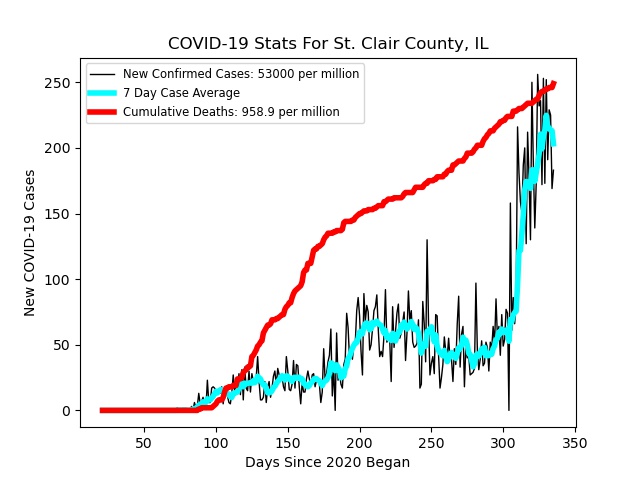 COVID-19 Stats For St. Clair County, IL
New Confirmed Cases: 53000 per million
7 Day Case Average
Cumulative Deaths: 958.9 per million
New COVID-19 Cases
250
200
150
100
50
0
50 100 150 200 250 300 350
Days Since 2020 Began